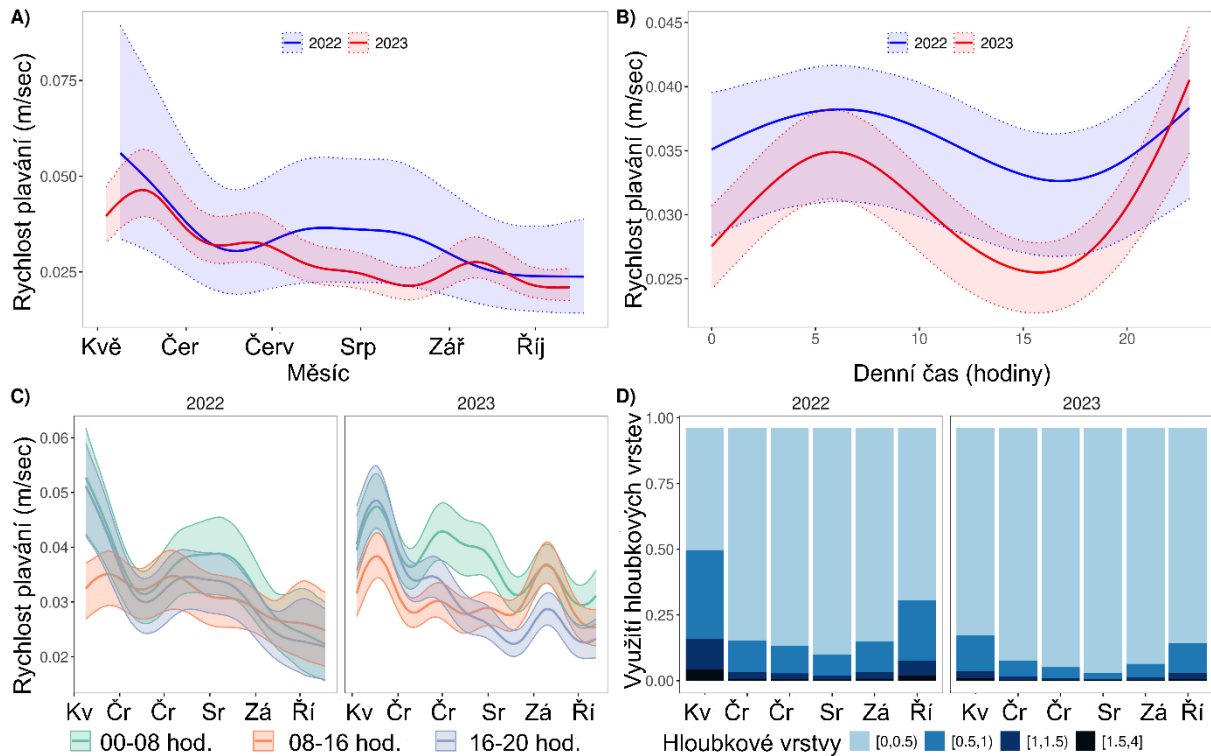 A)
2022 2023
Rychlost plavání (m/sec)
0.075
0.050
0.025
Kvě Čer Červ Srp Zář Říj
Měsíc
B)
2022 2023
Rychlost plavání (m/sec)
0.045
0.040
0.035
0.030
0.025
0 5 10 15 20
Denní čas (hodiny)
C)
2022 2023
Rychlost plavání (m/sec)
0.06
0.05
0.04
0.03
0.02
Kv Čr Čr Sr Zá Ří Kv Čr Čr Sr Zá Ří
00-08 hod. 08-16 hod. 16-20 hod.
D)
2022 2023
Využití hloubkových vrstev
1.00
0.75
0.50
0.25
0.00
Kv Čr Čr Sr Zá Ří Kv Čr Čr Sr Zá Ří
Hloubkové vrstvy [0,0.5) [0.5,1) [1,1.5) [1.5,4]